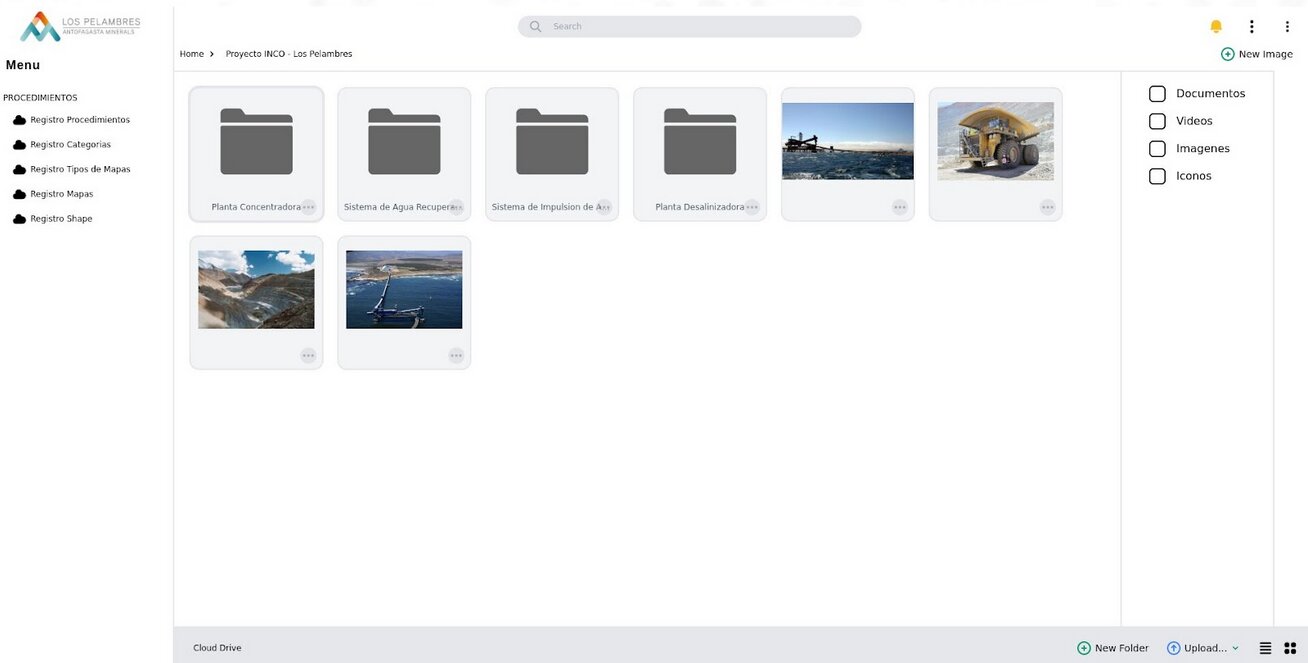 LOS PELAMBRES
ANTOFAGASTA MINERALS
Search
Menu
Home > Proyecto INCO - Los Pelambres
New Image
PROCEDIMIENTOS
Registro Procedimientos
Registro Categorias
Registro Tipos de Mapas
Registro Mapas
Registro Shape
Planta Concentradora
Sistema de Agua Recuper...
Sistema de Impulsion de A...
Planta Desalinizadora
Documentos
Videos
Imagenes
Iconos
Cloud Drive
New Folder
Upload...